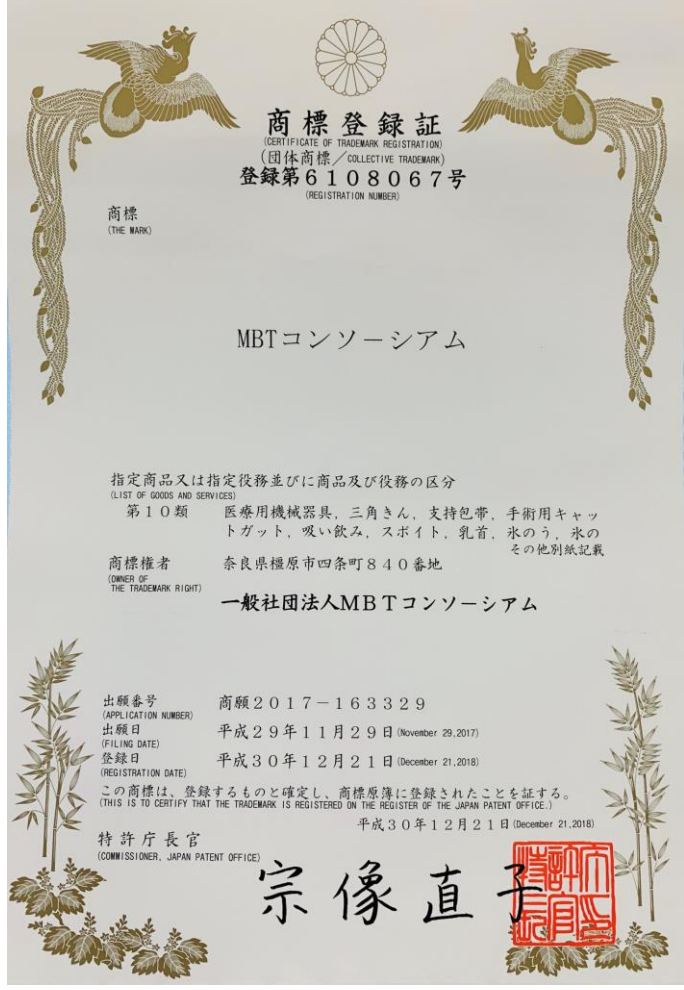 商標登録証
(CERTIFICATE OF TRADEMARK REGISTRATION)
(団体商標/COLLECTIVE TRADEMARK)
登録第6108067号
(REGISTRATION NUMBER)
商標
(THE MARK)
MBTコンソーシアム
指定商品又は指定役務並びに商品及び役務の区分
(LIST OF GOODS AND SERVICES)
第10類 医療用機械器具,三角きん,支持包帯,手術用キャッ
トガット,吸い飲み,スポイト,乳首,氷のう,氷の
その他別紙記載
商標権者 奈良県橿原市四条町840番地
(OWNER OF
THE TRADEMARK RIGHT)
一般社団法人MBTコンソーシアム
出願番号 商願2017-163329
(APPLICATION NUMBER)
出願日 平成29年11月29日(November 29,2017)
(FILING DATE)
登録日 平成30年12月21日(December 21,2018)
(REGISTRATION DATE)
この商標は、登録するものと確定し、商標原簿に登録されたことを証する。
(THIS IS TO CERTIFY THAT THE TRADEMARK IS REGISTERED ON THE REGISTER OF THE JAPAN PATENT OFFICE.)
平成30年12月21日(December 21,2018)
特許庁長官
(COMMISSIONER, JAPAN PATENT OFFICE)
宗像直子